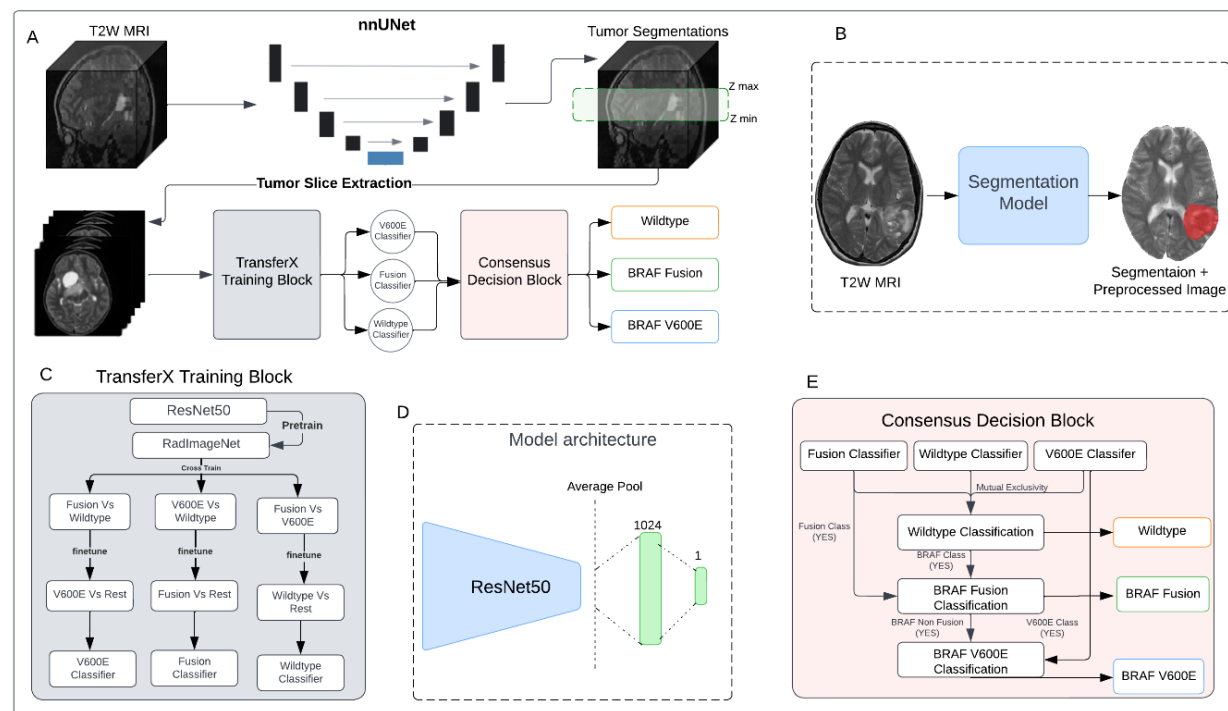 A
T2W MRI
nnUNet
Tumor Segmentations
Z max
Z min
Tumor Slice Extraction
TransferX
Training Block
V600E
Classifier
Fusion
Classifier
Wildtype
Classifier
Consensus
Decision Block
Wildtype
BRAF Fusion
BRAF V600E
B
T2W MRI
Segmentation
Model
Segmentaion +
Preprocessed Image
C
TransferX Training Block
ResNet50
Pretrain
RadImageNet
Cross Train
Fusion Vs
Wildtype
V600E Vs
Wildtype
Fusion Vs
V600E
finetune
finetune
finetune
V600E Vs Rest
Fusion Vs Rest
Wildtype Vs
Rest
V600E
Classifier
Fusion
Classifier
Wildtype
Classifier
D
Model architecture
Average Pool
ResNet50
1024
1
E
Consensus Decision Block
Fusion Classifier
Wildtype Classifier
V600E Classifer
Mutual Exclusivity
Fusion Class
(YES)
Wildtype Classification
Wildtype
BRAF Class
(YES)
BRAF Fusion
Classification
BRAF Fusion
BRAF Non Fusion
(YES)
V600E Class
(YES)
BRAF V600E
Classification
BRAF V600E